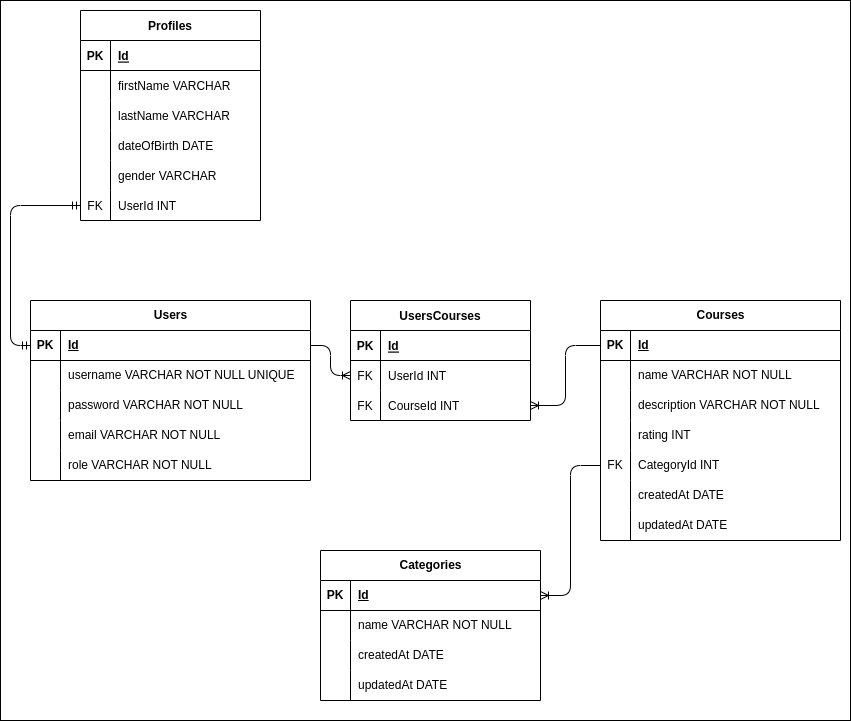 Profiles
PK Id
firstName VARCHAR
lastName VARCHAR
dateOfBirth DATE
gender VARCHAR
FK UserId INT
Users
PK Id
username VARCHAR NOT NULL UNIQUE
password VARCHAR NOT NULL
email VARCHAR NOT NULL
role VARCHAR NOT NULL
UsersCourses
PK Id
FK UserId INT
FK CourseId INT
Courses
PK Id
name VARCHAR NOT NULL
description VARCHAR NOT NULL
rating INT
FK CategoryId INT
createdAt DATE
updatedAt DATE
Categories
PK Id
name VARCHAR NOT NULL
createdAt DATE
updatedAt DATE